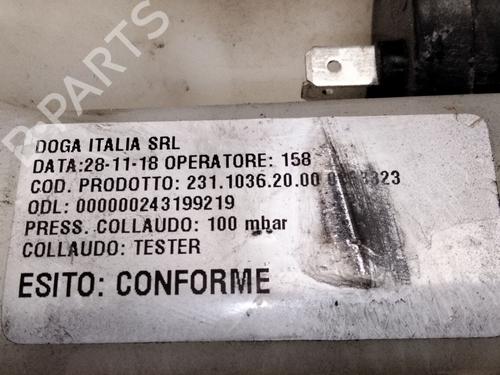 DOGA ITALIA SRL
DATA:28-11-18 OPERATORE: 158
COD. PRODOTTO: 231.1036.20.00
ODL: 000000243199219
PRESS. COLLAUDO: 100 mbar
COLLAUDO: TESTER
ESITO: CONFORME